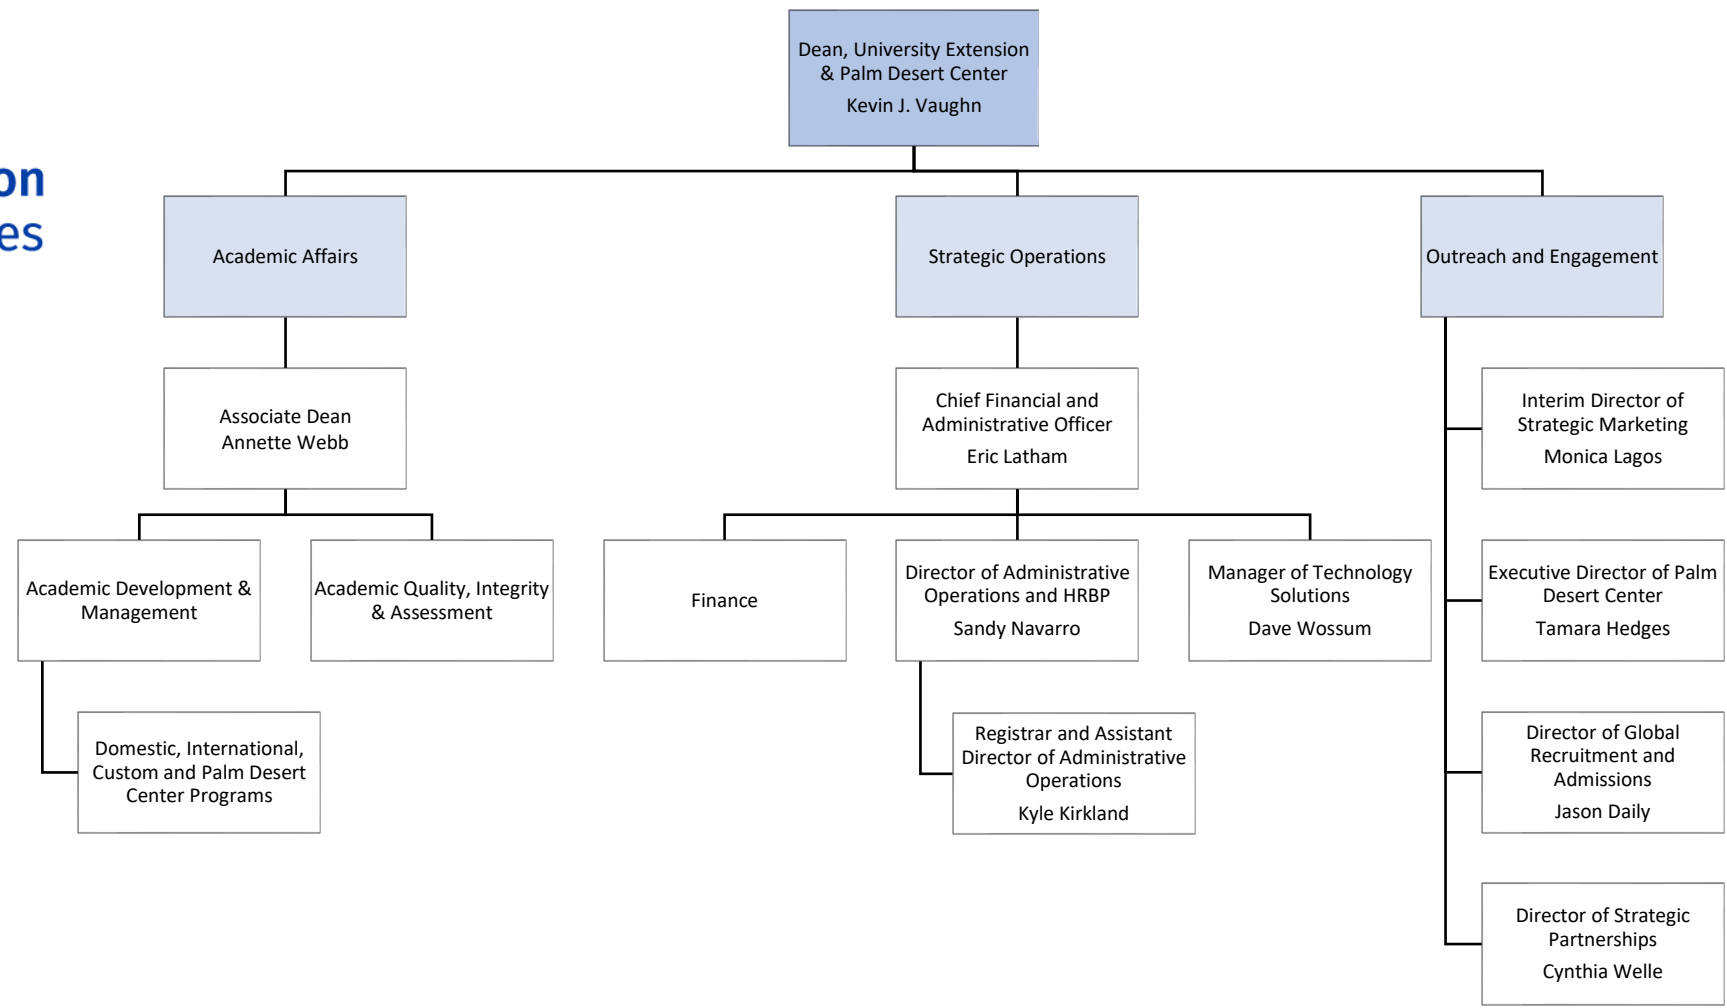 Dean, University Extension
& Palm Desert Center
Kevin J. Vaughn
on
es
Academic Affairs
Strategic Operations
Outreach and Engagement
Associate Dean
Annette Webb
Chief Financial and
Administrative Officer
Eric Latham
Interim Director of
Strategic Marketing
Monica Lagos
Academic Development &
Management
Academic Quality, Integrity
& Assessment
Finance
Director of Administrative
Operations and HRBP
Sandy Navarro
Manager of Technology
Solutions
Dave Wossum
Executive Director of Palm
Desert Center
Tamara Hedges
Domestic, International,
Custom and Palm Desert
Center Programs
Registrar and Assistant
Director of Administrative
Operations
Kyle Kirkland
Director of Global
Recruitment and
Admissions
Jason Daily
Director of Strategic
Partnerships
Cynthia Welle